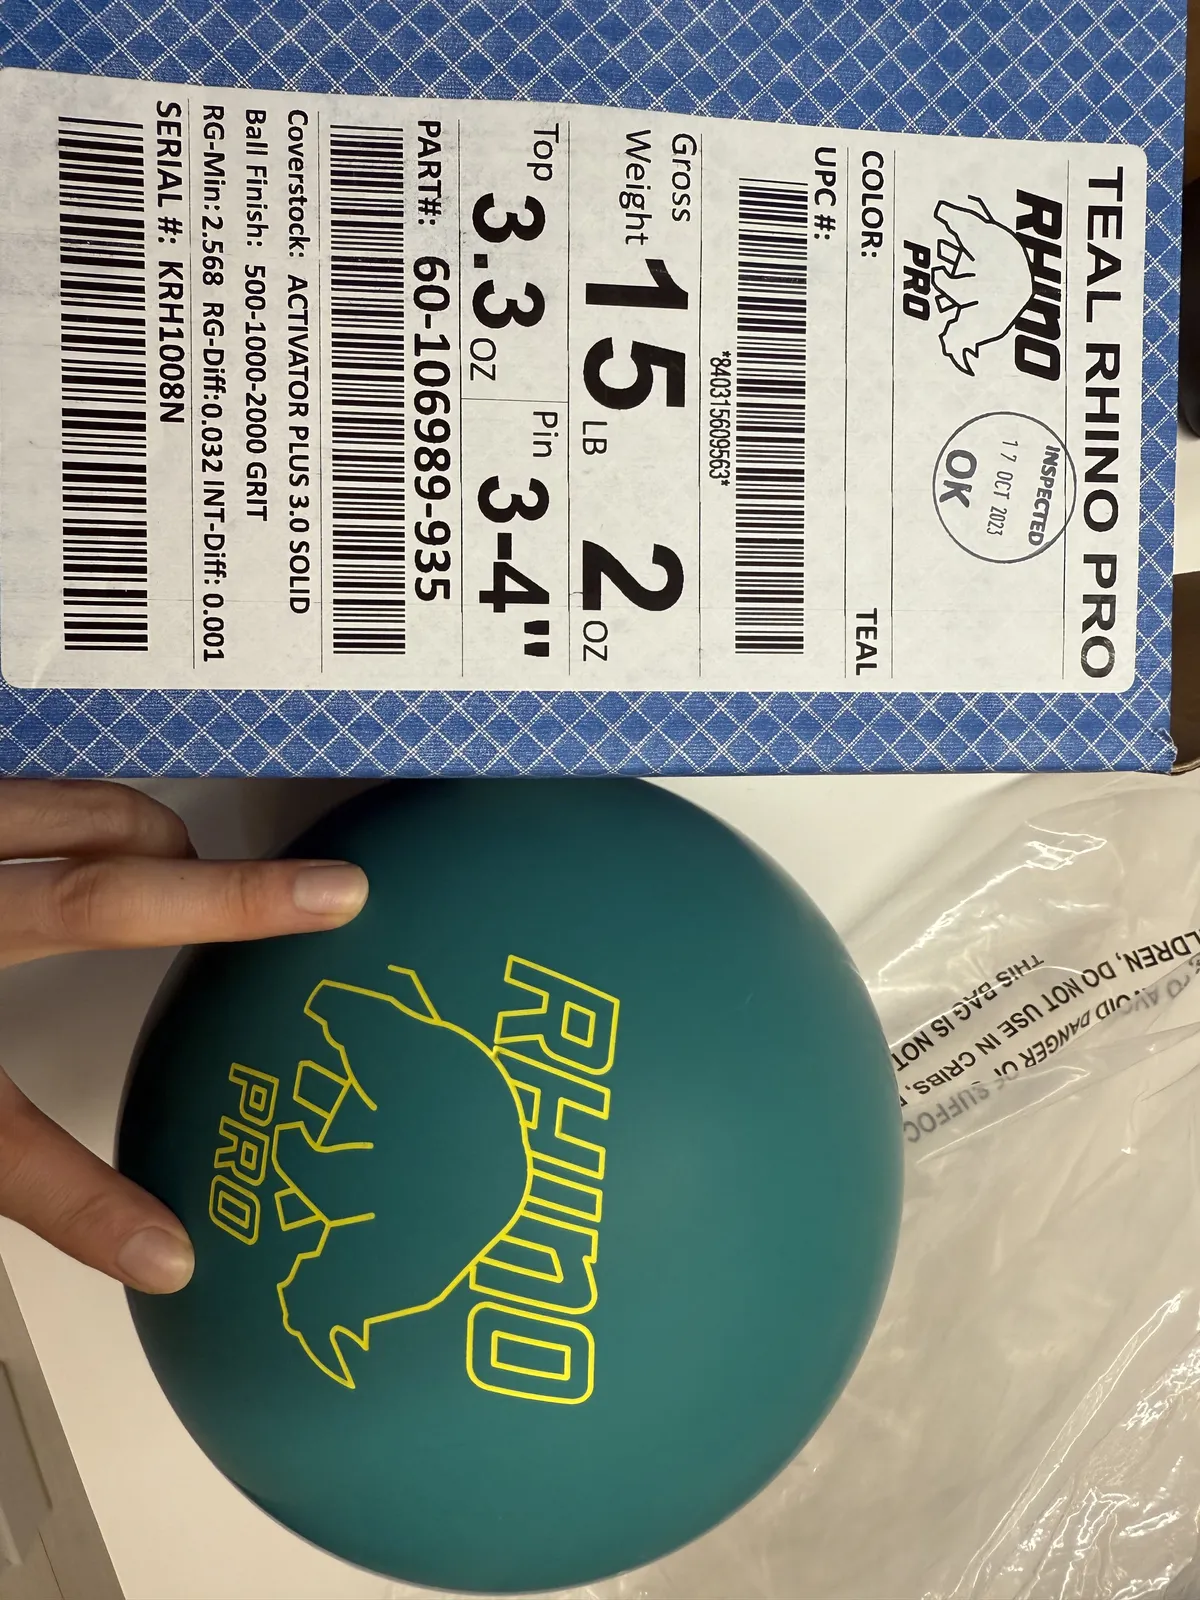 TEAL RHINO PRO
RHINO
PRO
INSPECTED
17 OCT 2023
OK
COLOR: TEAL
UPC #:
*840315609563*
Gross Weight 15 LB 2 OZ
Top 3.3 OZ Pin 3-4"
PART#: 60-106989-935
Coverstock: ACTIVATOR PLUS 3.0 SOLID
Ball Finish: 500-1000-2000 GRIT
RG-Min: 2.568 RG-Diff:0.032 INT-Diff: 0.001
SERIAL #: KRH1008N
RHINO
PRO
TO AVOID DANGER OF SUFFOC
LDREN, DO NOT USE IN CRIBS,
THIS BAG IS NOT